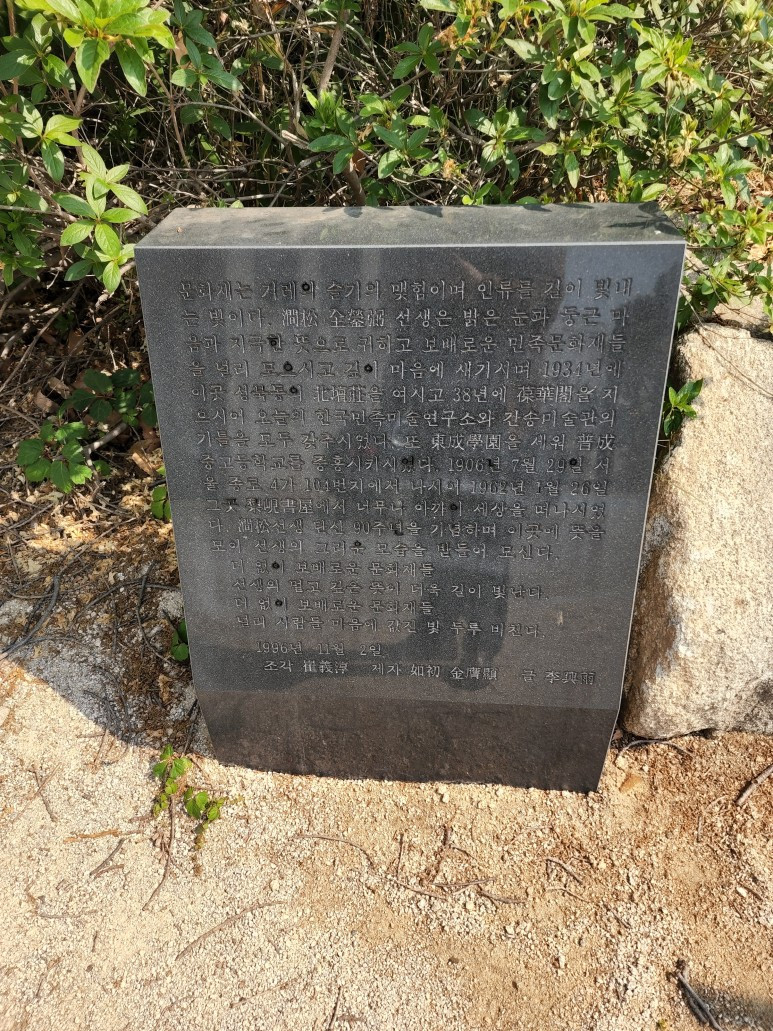 문화재는 겨레의 슬기의 맺힘이며 인류를 길이 빛내
는 빛이다. 澗松 全鎣弼 선생은 밝은 눈과 둥근 마
음과 지극한 뜻으로 귀하고 보배로운 민족문화재들
을 널리 모으시고 깊이 마음에 새기시며 1934년에
이곳 성북동에 北壇莊을 여시고 38년에 葆華閣을 지
으시어 오늘의 한국민족미술연구소와 간송미술관의
기틀을 모두 갖추시었다. 또 東成學園을 세워 普成
중고등학교를 중흥시키시었다. 1906년 7월 29일 서
울 종로 4가 104번지에서 나시어 1962년 1월 26일
그곳 書屋에서 너무나 아까이 세상을 떠나시었
다. 澗松선생 탄신 90주년을 기념하며 이곳에 뜻을
모아 선생의 그리운 모습을 받들어 모신다.
더 없이 보배로운 문화재들
선생의 멀고 깊은 뜻이 더욱 길이 빛난다.
더 없이 보배로운 문화재들
사람들 마음에 값진 빛 두루 비친다.
1996년 11월 2일
조각 崔義淳 제자 如初 金膺顯 글 李興雨